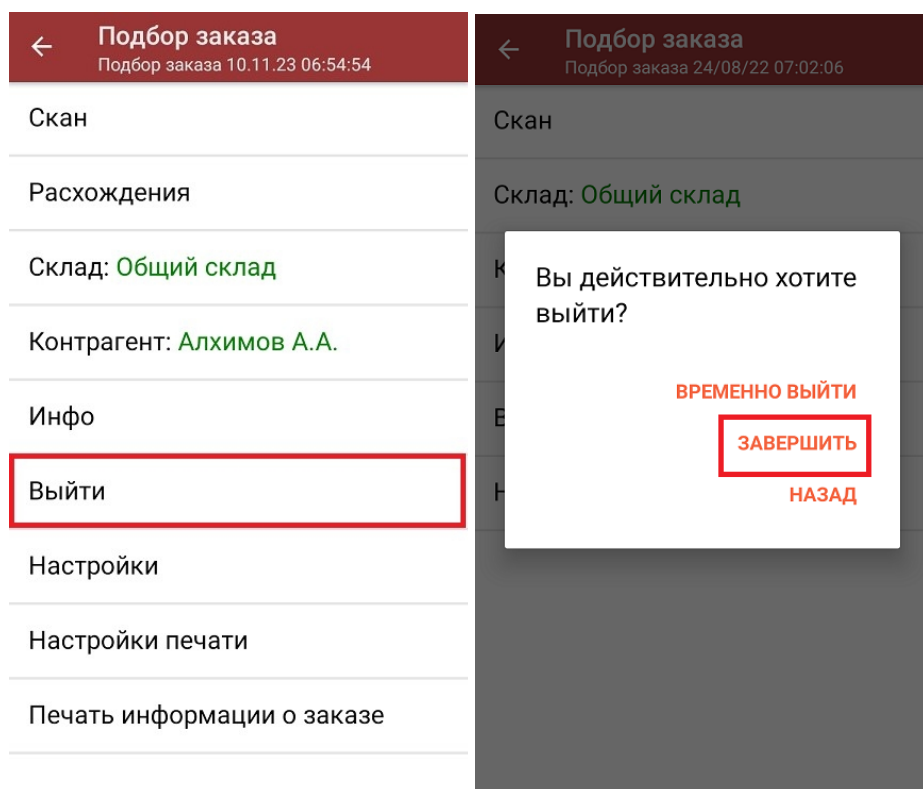 Подбор заказа
Подбор заказа 10.11.23 06:54:54
Скан
Расхождения
Склад: Общий склад
Контрагент: Алхимов А.А.
Инфо
Выйти
Настройки
Настройки печати
Печать информации о заказе
Подбор заказа
Подбор заказа 24/08/22 07:02:06
Скан
Склад: Общий склад
Вы действительно хотите
выйти?
ВРЕМЕННО ВЫЙТИ
ЗАВЕРШИТЬ
НАЗАД